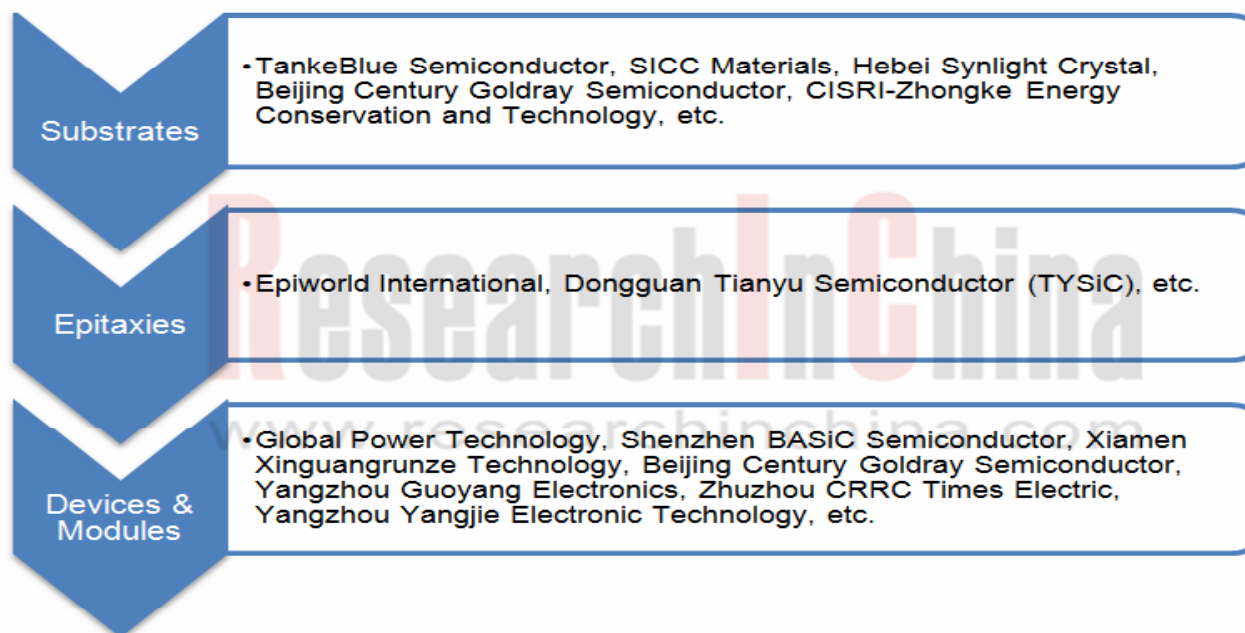 Substrates
•TankeBlue Semiconductor, SICC Materials, Hebei Synlight Crystal,
Beijing Century Goldray Semiconductor, CISRI-Zhongke Energy
Conservation and Technology, etc.
ResearchInChina
Epitaxies
•Epiworld International, Dongguan Tianyu Semiconductor (TYSiC), etc.
www.researchinchina.com
Devices &
Modules
•Global Power Technology, Shenzhen BASiC Semiconductor, Xiamen
Xinguangrunze Technology, Beijing Century Goldray Semiconductor,
Yangzhou Guoyang Electronics, Zhuzhou CRRC Times Electric,
Yangzhou Yangjie Electronic Technology, etc.